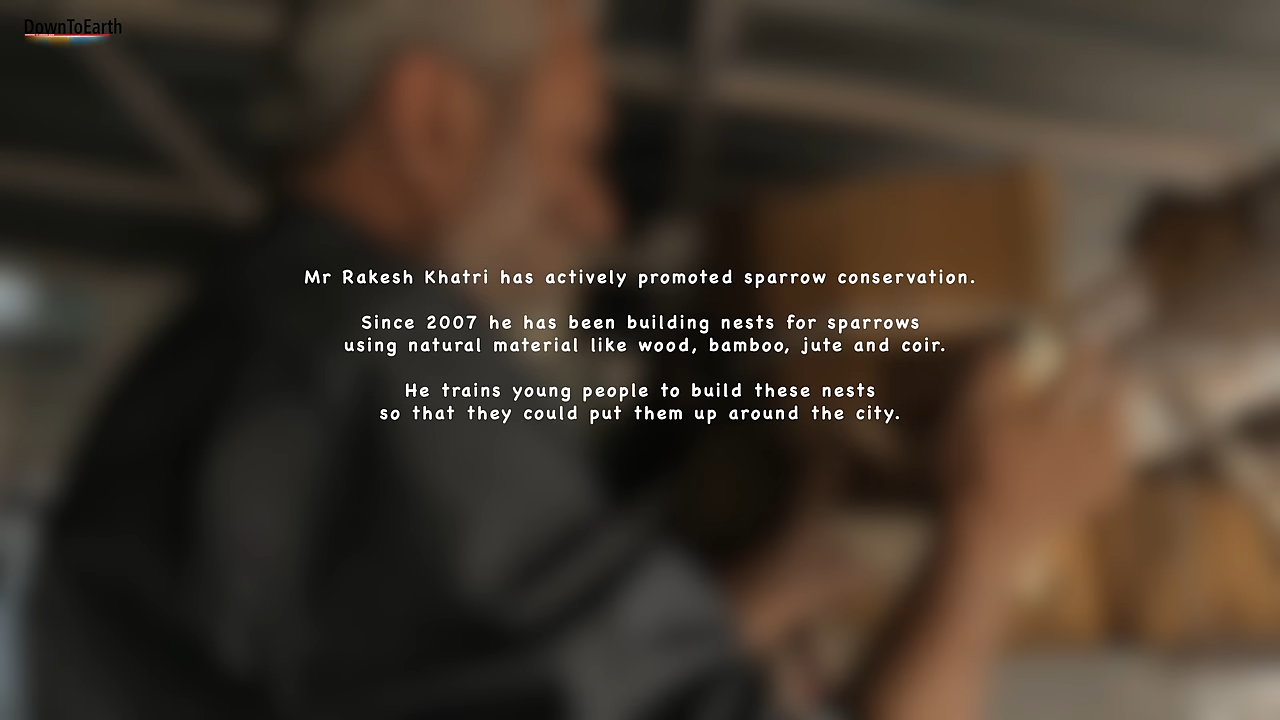 DownToEarth
Mr Rakesh Khatri has actively promoted sparrow conservation.
Since 2007 he has been building nests for sparrows
using natural material like wood, bamboo, jute and coir.
He trains young people to build these nests
so that they could put them up around the city.